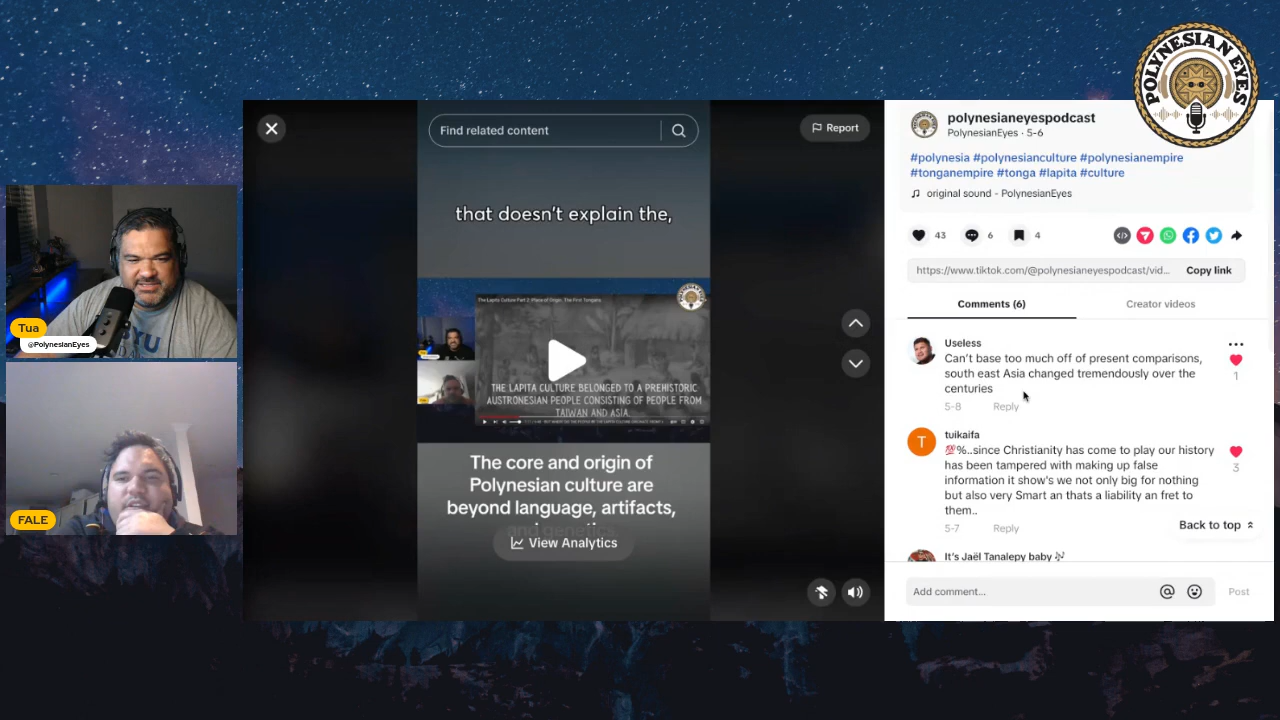 POLYNESIAN EYES
Find related content
Report
that doesn't explain the,
The Lapita Culture Part 2: Place of Origin. The First Tongans
THE LAPITA CULTURE BELONGED TO A PREHISTORIC
AUSTRONESIAN PEOPLE CONSISTING OF PEOPLE FROM
TAIWAN AND ASIA.
The core and origin of
Polynesian culture are
beyond language, artifacts,
and genetics
View Analytics
Tua
@PolynesianEyes
FALE
polynesianeyespodcast
PolynesianEyes · 5-6
#polynesia #polynesianculture #polynesianempire
#tonganempire #tonga #lapita #culture
original sound - PolynesianEyes
43 6 4
https://www.tiktok.com/@polynesianeyespodcast/vid... Copy link
Comments (6) Creator videos
Useless
Can't base too much off of present comparisons,
south east Asia changed tremendously over the
centuries
1
5-8 Reply
T
tuikaifa
💯%..since Christianity has come to play our history
has been tampered with making up false
information it show's we not only big for nothing
but also very Smart an thats a liability an fret to
them..
3
5-7 Reply
Back to top
It's Jaël Tanalepy baby 🎶
Add comment... @ Post